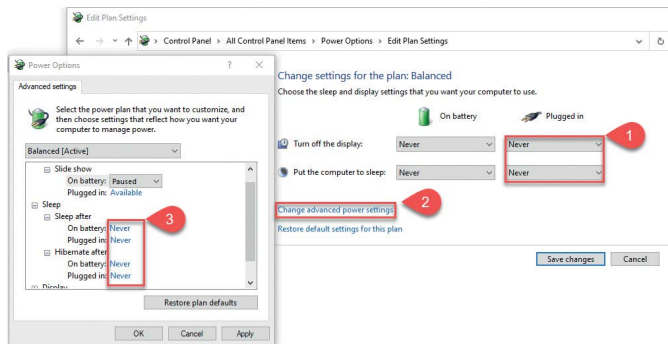 Edit Plan Settings
Control Panel > All Control Panel Items > Power Options > Edit Plan Settings
Change settings for the plan: Balanced
Choose the sleep and display settings that you want your computer to use.
On battery
Plugged in
1
Turn off the display:
Never
Never
Put the computer to sleep:
Never
Never
Change advanced power settings
2
Restore default settings for this plan
Save changes
Cancel
Power Options
? 
Advanced settings
Select the power plan that you want to customize, and
then choose settings that reflect how you want your
computer to manage power.
Balanced [Active]
Slide show
On battery: Paused
Plugged in: Available
Sleep
Sleep after
3
On battery: Never
Plugged in: Never
Hibernate after
On battery: Never
Plugged in: Never
Display
Restore plan defaults
OK
Cancel
Apply